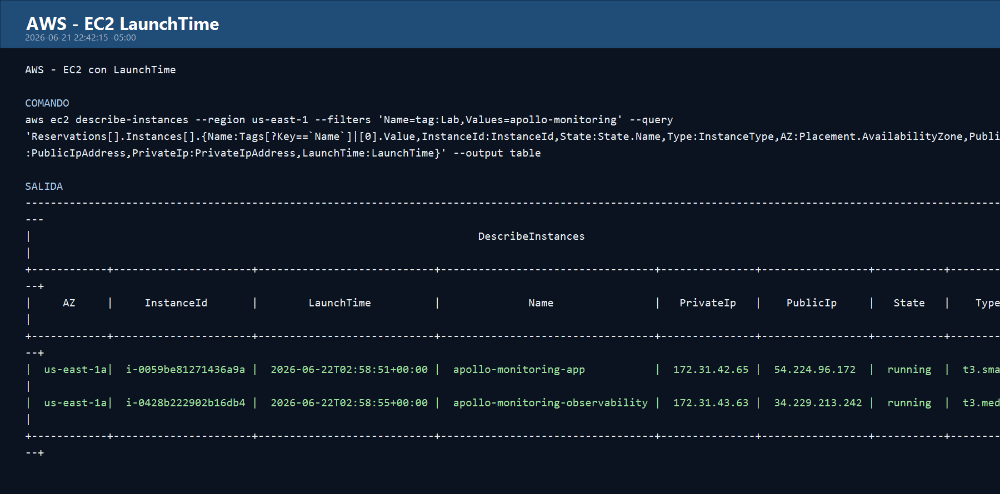 AWS - EC2 LaunchTime
2026-06-21 22:42:15 -05:00
AWS - EC2 con LaunchTime
COMANDO
aws ec2 describe-instances --region us-east-1 --filters 'Name=tag:Lab,Values=apollo-monitoring' --query
'Reservations[].Instances[].{Name:Tags[?Key==`Name`]|[0].Value,InstanceId:InstanceId,State:State.Name,Type:InstanceType,AZ:Placement.AvailabilityZone,Publi
:PublicIpAddress,PrivateIp:PrivateIpAddress,LaunchTime:LaunchTime}' --output table
SALIDA
-----------------------------------------------------------------------------------------------------------------------------------------------------------
---
|                                                                       DescribeInstances
|
+------------+----------------------+----------------------------+----------------------------------+---------------+-----------------+-----------+--------
--+
|     AZ     |     InstanceId       |        LaunchTime          |              Name                |   PrivateIp   |    PublicIp     |   State   |    Type
|
+------------+----------------------+----------------------------+----------------------------------+---------------+-----------------+-----------+--------
--+
|  us-east-1a|  i-0059be81271436a9a |  2026-06-22T02:58:51+00:00 |  apollo-monitoring-app           |  172.31.42.65 |  54.224.96.172  |  running  |  t3.sma
|
|  us-east-1a|  i-0428b222902b16db4 |  2026-06-22T02:58:55+00:00 |  apollo-monitoring-observability |  172.31.43.63 |  34.229.213.242 |  running  |  t3.med
|
+------------+----------------------+----------------------------+----------------------------------+---------------+-----------------+-----------+--------
--+